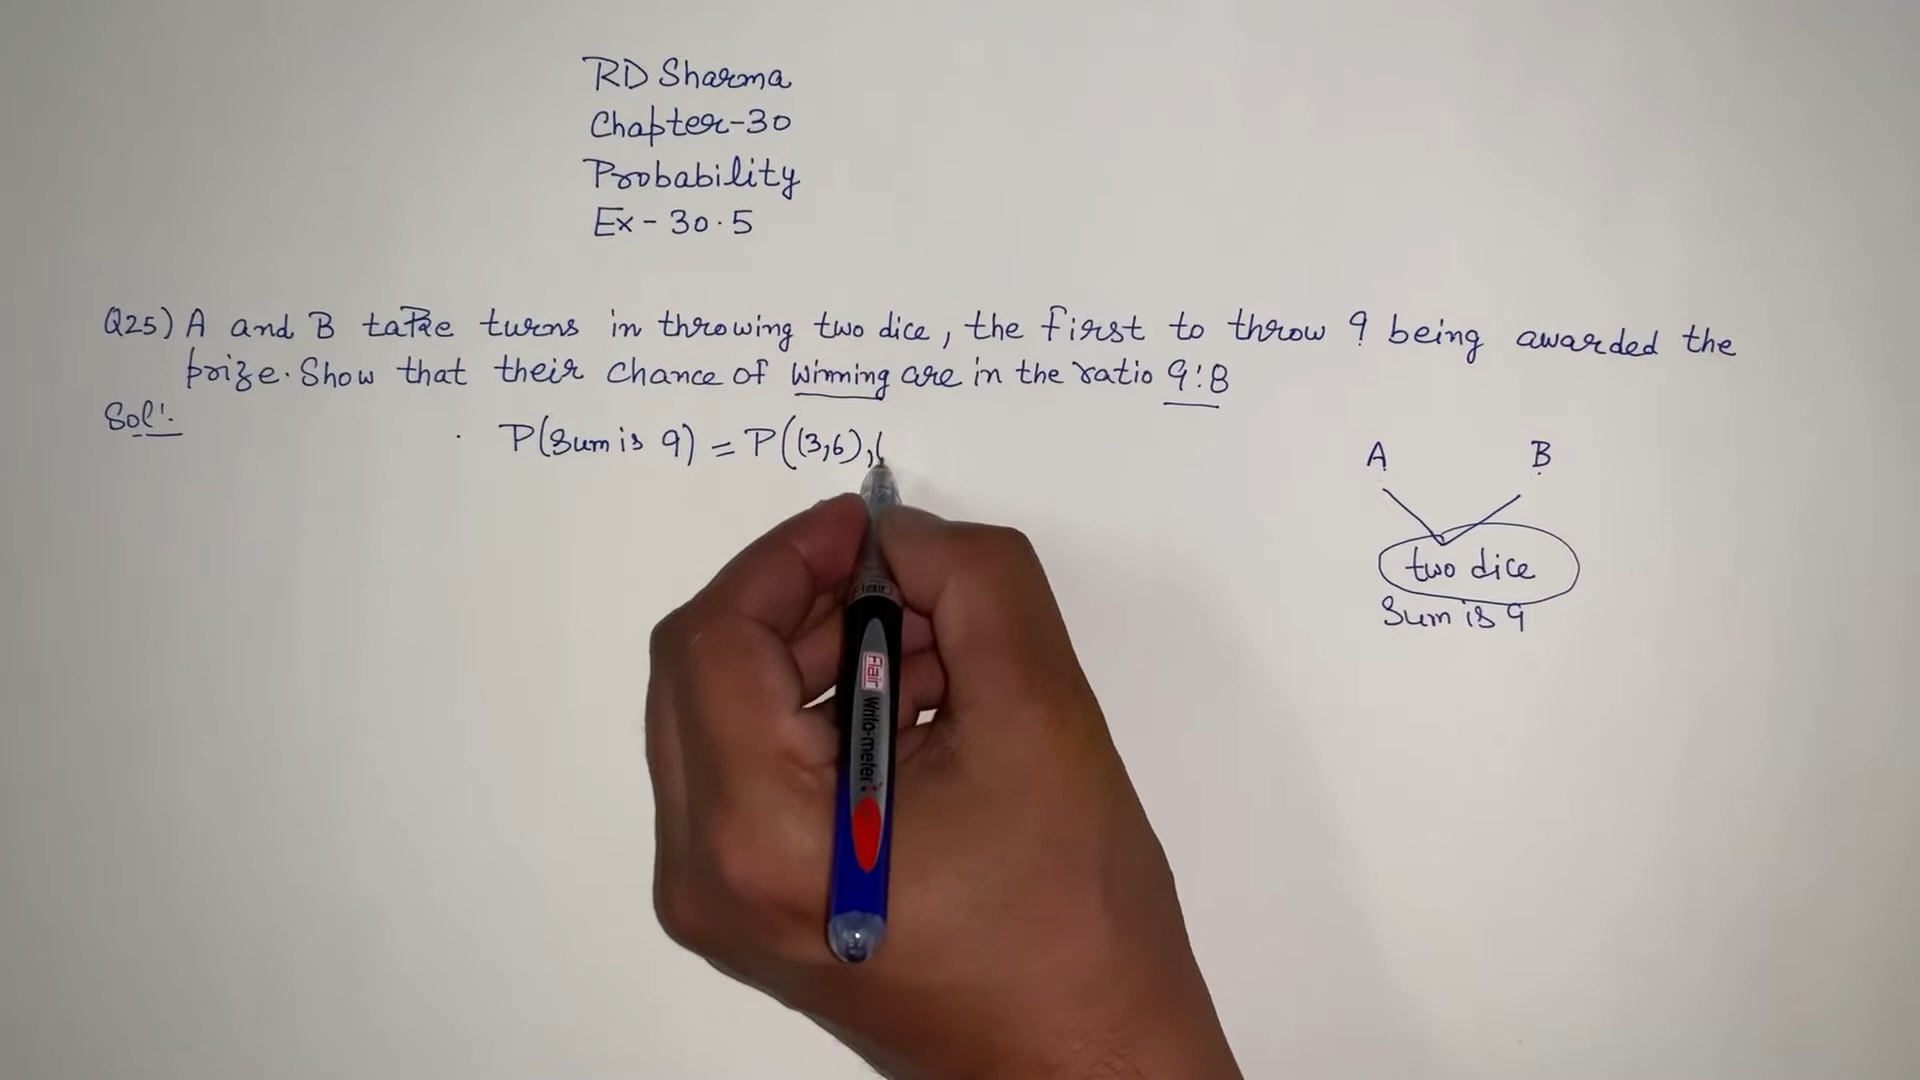 RD Sharma
Chapter-30
Probability
Ex - 30.5
Q25) A and B take turns in throwing two dice, the first to throw 9 being awarded the
prize. Show that their chance of winning are in the ratio 9:8
Sol:
P(Sum is 9) = P((3,6),(
A B
two dice
Sum is 9
Flair
Flair Writo-meter